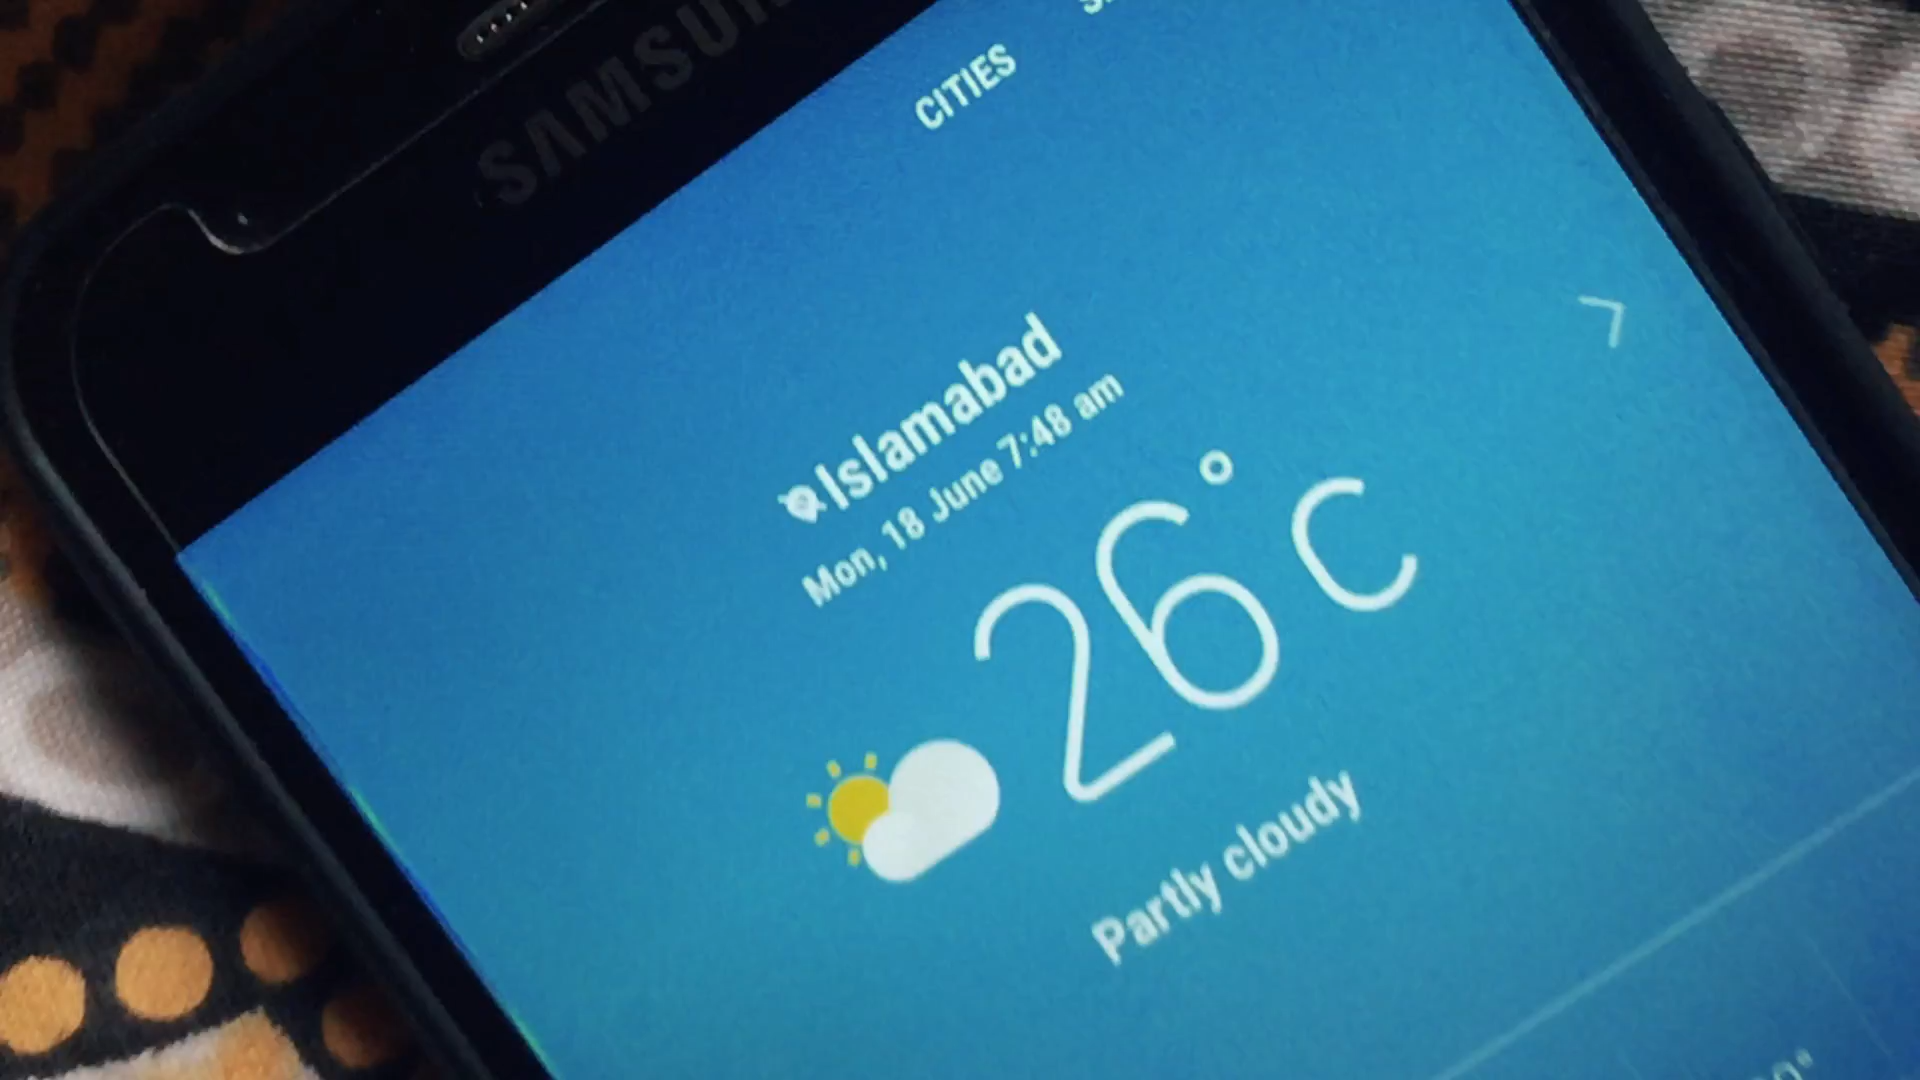 SAMSUNG
CITIES
Islamabad
Mon, 18 June 7:48 am
26°C
Partly cloudy